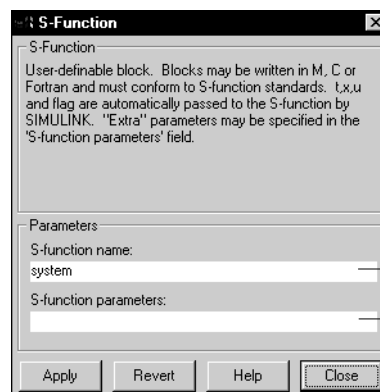 S-Function
S-Function
User-definable block. Blocks may be written in M, C or
Fortran and must conform to S-function standards. t,x,u
and flag are automatically passed to the S-function by
SIMULINK. "Extra" parameters may be specified in the
'S-function parameters' field.
Parameters
S-function name:
system
S-function parameters:
Apply Revert Help Close